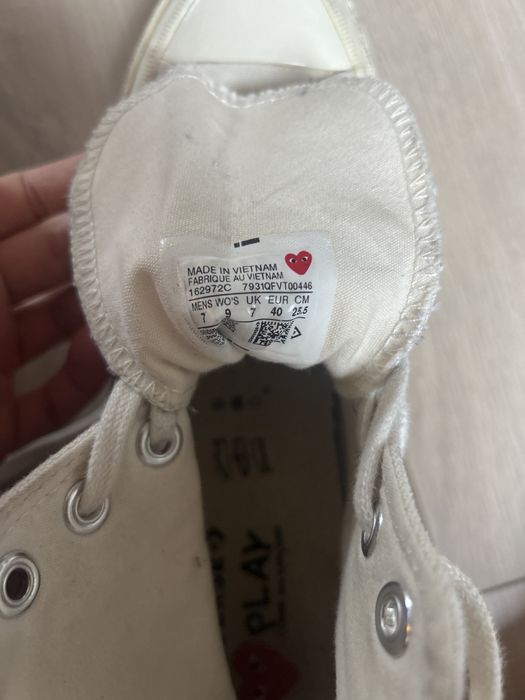 MADE IN VIETNAM
FABRIQUE AU VIETNAM
162972C 7931QFVT00446
MENS WO'S UK EUR CM
7 9 7 40 25.5
PLAY